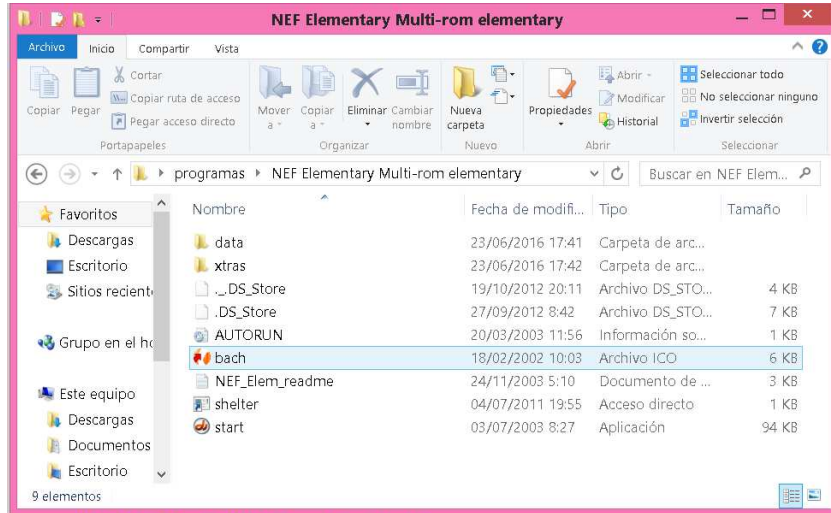 NEF Elementary Multi-rom elementary
Archivo Inicio Compartir Vista
Copiar Pegar Cortar
Copiar ruta de acceso
Pegar acceso directo
Portapapeles
Mover a Copiar a Eliminar Cambiar nombre
Organizar
Nueva carpeta
Nuevo
Propiedades Abrir
Modificar
Historial
Abrir
Seleccionar todo
No seleccionar ninguno
Invertir selección
Seleccionar
programas NEF Elementary Multi-rom elementary Buscar en NEF Elem...
Favoritos
Descargas
Escritorio
Sitios reciente
Grupo en el ho
Este equipo
Descargas
Documentos
Escritorio
Nombre Fecha de modifi... Tipo Tamaño
data 23/06/2016 17:41 Carpeta de arc...
xtras 23/06/2016 17:42 Carpeta de arc...
._.DS_Store 19/10/2012 20:11 Archivo DS_STO... 4 KB
.DS_Store 27/09/2012 8:42 Archivo DS_STO... 7 KB
AUTORUN 20/03/2003 11:56 Información so... 1 KB
bach 18/02/2002 10:03 Archivo ICO 6 KB
NEF_Elem_readme 24/11/2003 5:10 Documento de ... 3 KB
shelter 04/07/2011 19:55 Acceso directo 1 KB
start 03/07/2003 8:27 Aplicación 94 KB
9 elementos